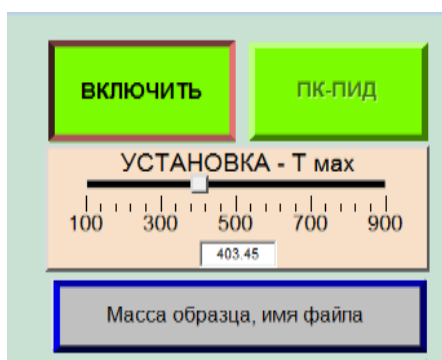 ВКЛЮЧИТЬ ПК-ПИД
УСТАНОВКА - Т мах
100 300 500 700 900
403.45
Масса образца, имя файла